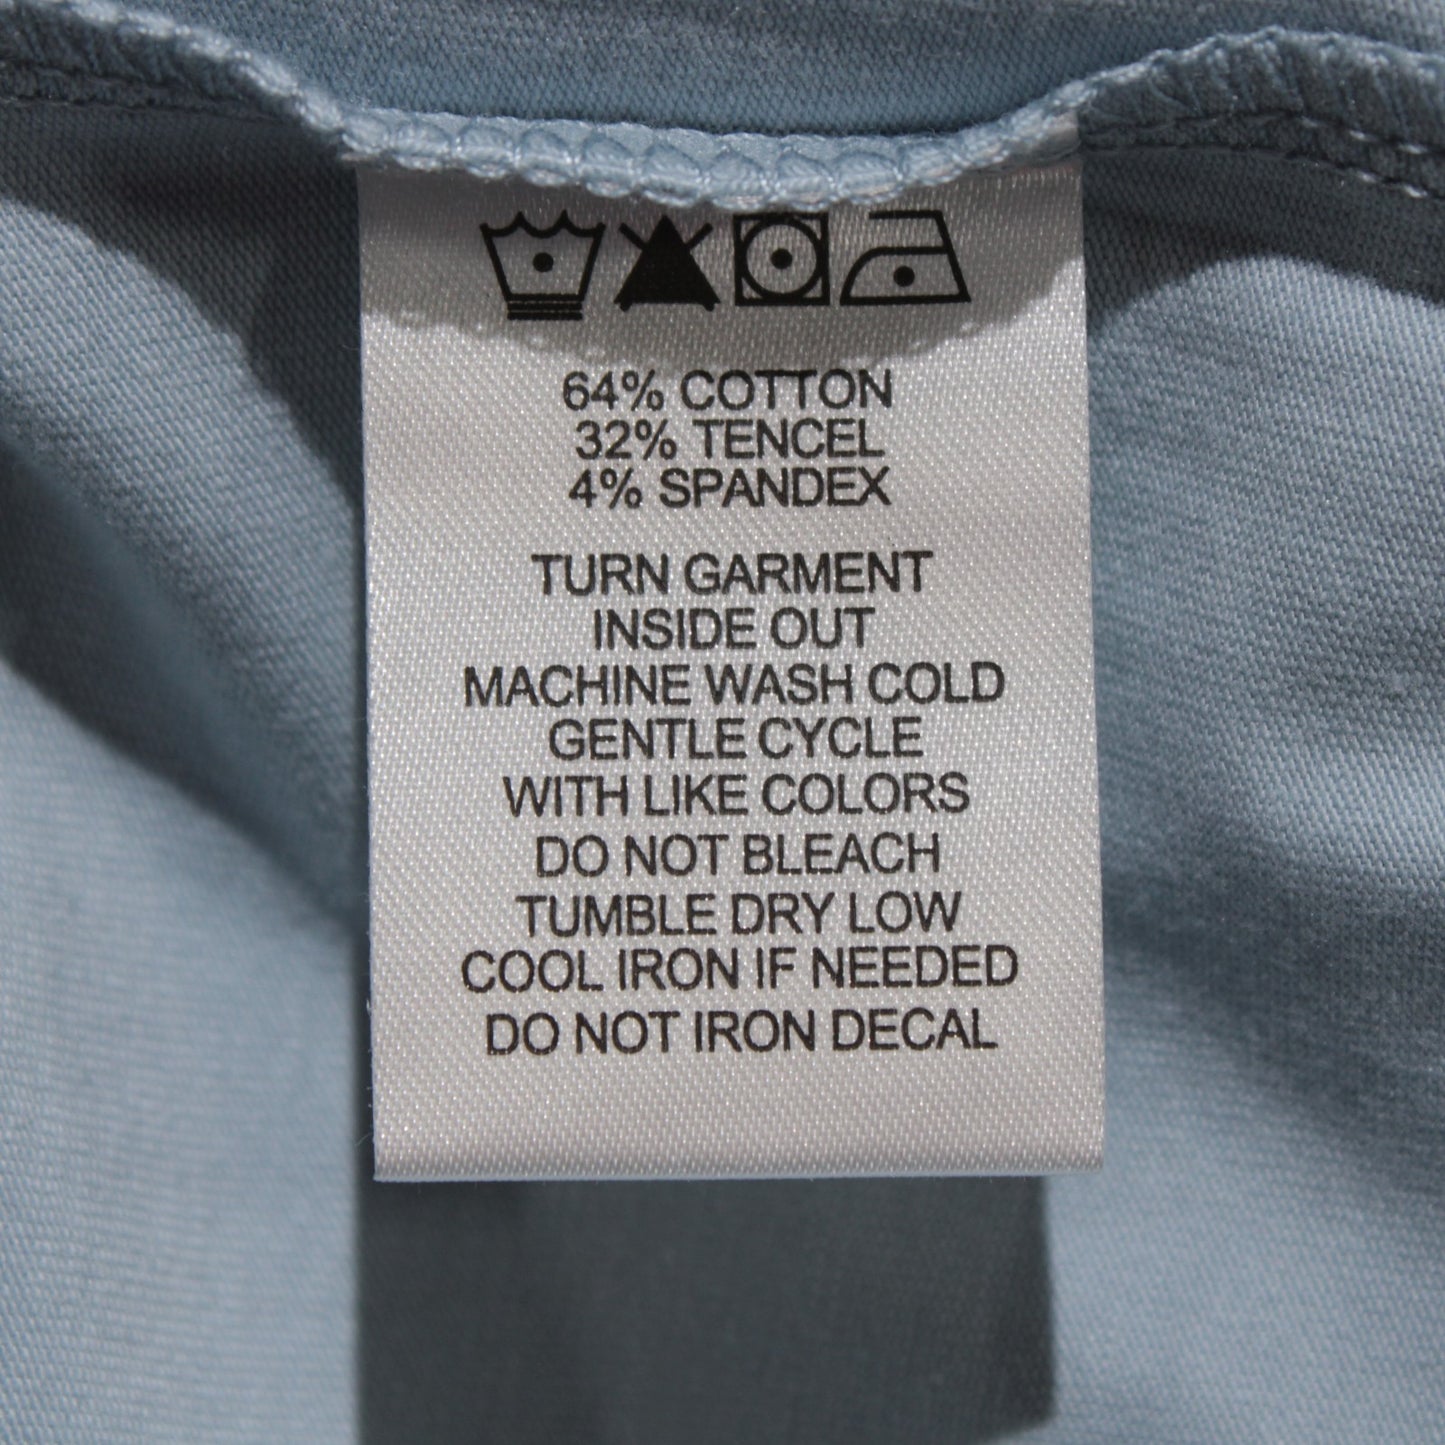 64% COTTON
32% TENCEL
4% SPANDEX
TURN GARMENT
INSIDE OUT
MACHINE WASH COLD
GENTLE CYCLE
WITH LIKE COLORS
DO NOT BLEACH
TUMBLE DRY LOW
COOL IRON IF NEEDED
DO NOT IRON DECAL